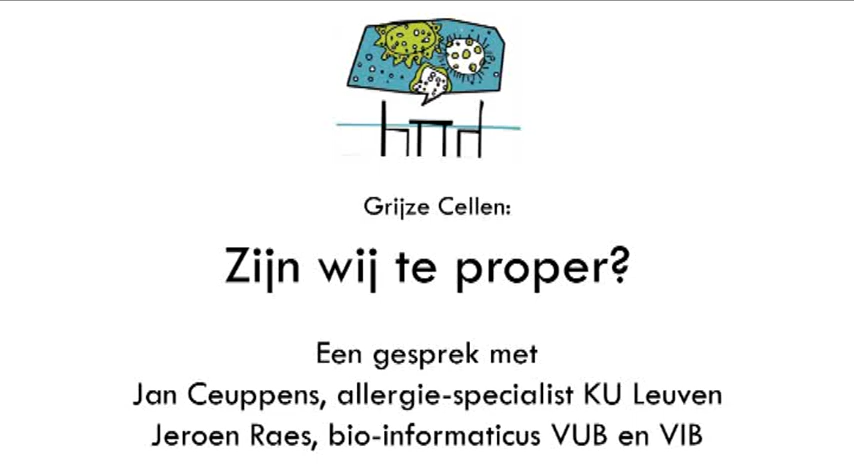 Grijze Cellen:
Zijn wij te proper?
Een gesprek met
Jan Ceuppens, allergie-specialist KU Leuven
Jeroen Raes, bio-informaticus VUB en VIB